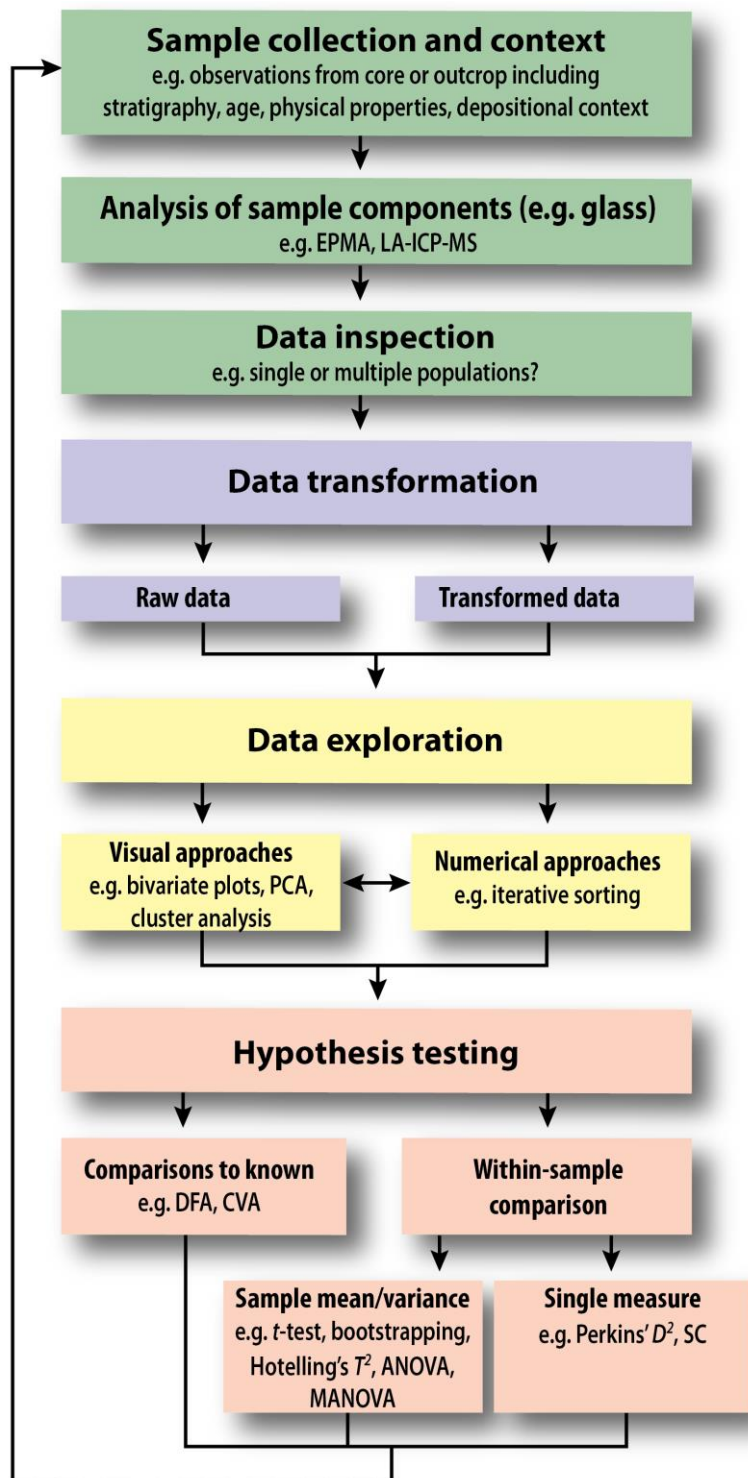 Sample collection and context
e.g. observations from core or outcrop including
stratigraphy, age, physical properties, depositional context
Analysis of sample components (e.g. glass)
e.g. EPMA, LA-ICP-MS
Data inspection
e.g. single or multiple populations?
Data transformation
Raw data
Transformed data
Data exploration
Visual approaches
e.g. bivariate plots, PCA,
cluster analysis
Numerical approaches
e.g. iterative sorting
Hypothesis testing
Comparisons to known
e.g. DFA, CVA
Within-sample
comparison
Sample mean/variance
e.g. t-test, bootstrapping,
Hotelling's T², ANOVA,
MANOVA
Single measure
e.g. Perkins' D², SC